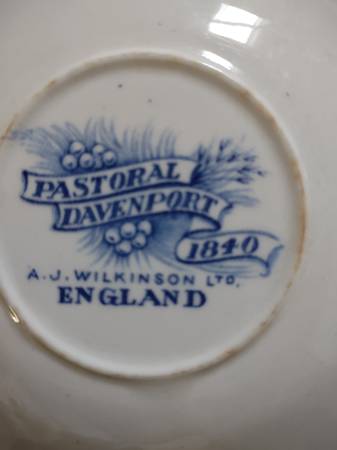 PASTORAL
DAVENPORT
1840
A.J. WILKINSON LTD.
ENGLAND